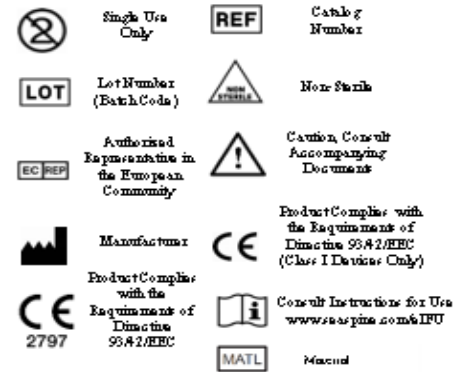 Single Use
Only
REF
Catalog
Number
LOT
Lot Number
(Batch Code)
NON
STERILE
Non-Sterile
EC REP
Authorized
Representative in
the European
Community
Caution, Consult
Accompanying
Documents
Manufacturer
Product Complies with
the Requirements of
Directive 93/42/EEC
(Class I Devices Only)
2797
Product Complies
with the
Requirements of
Directive
93/42/EEC
Consult Instructions for Use
www.seaspine.com/eIFU
MATL
Material